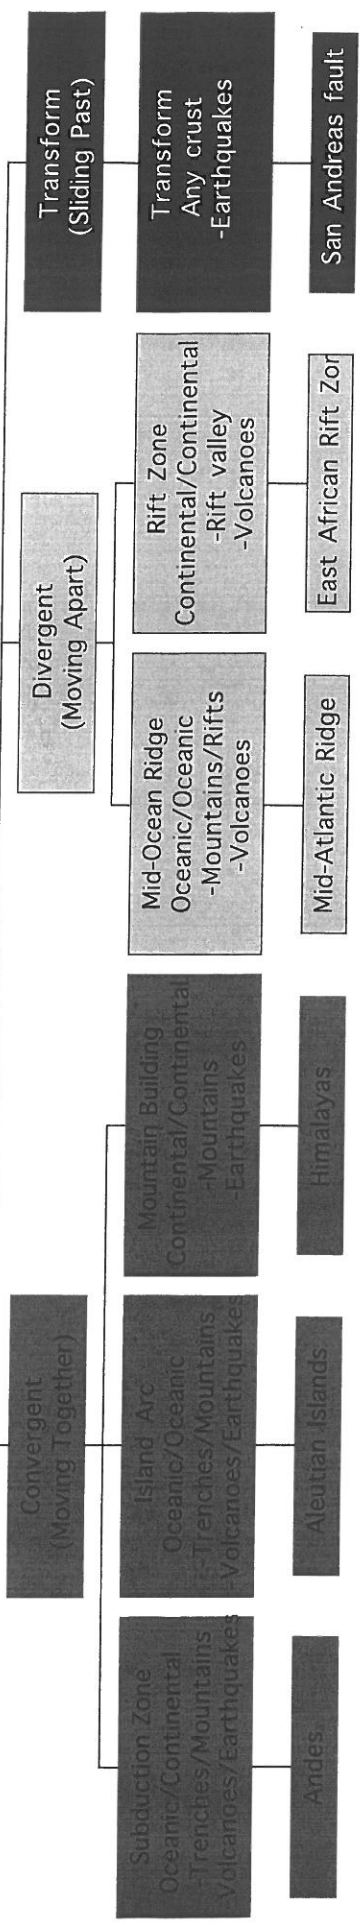 Convergent
(Moving Together)
Divergent
(Moving Apart)
Transform
(Sliding Past)
Subduction Zone
Oceanic/Continental
-Trenches/Mountains
Volcanoes/Earthquakes
Island Arc
Oceanic/Oceanic
-Trenches/Mountains
-Volcanoes/Earthquakes
Mountain Building
Continental/Continental
-Mountains
-Earthquakes
Mid-Ocean Ridge
Oceanic/Oceanic
-Mountains/Rifts
-Volcanoes
Rift Zone
Continental/Continental
-Rift valley
-Volcanoes
Transform
Any crust
-Earthquakes
Andes
Aleutian Islands
Himalayas
Mid-Atlantic Ridge
East African Rift Zor
San Andreas fault